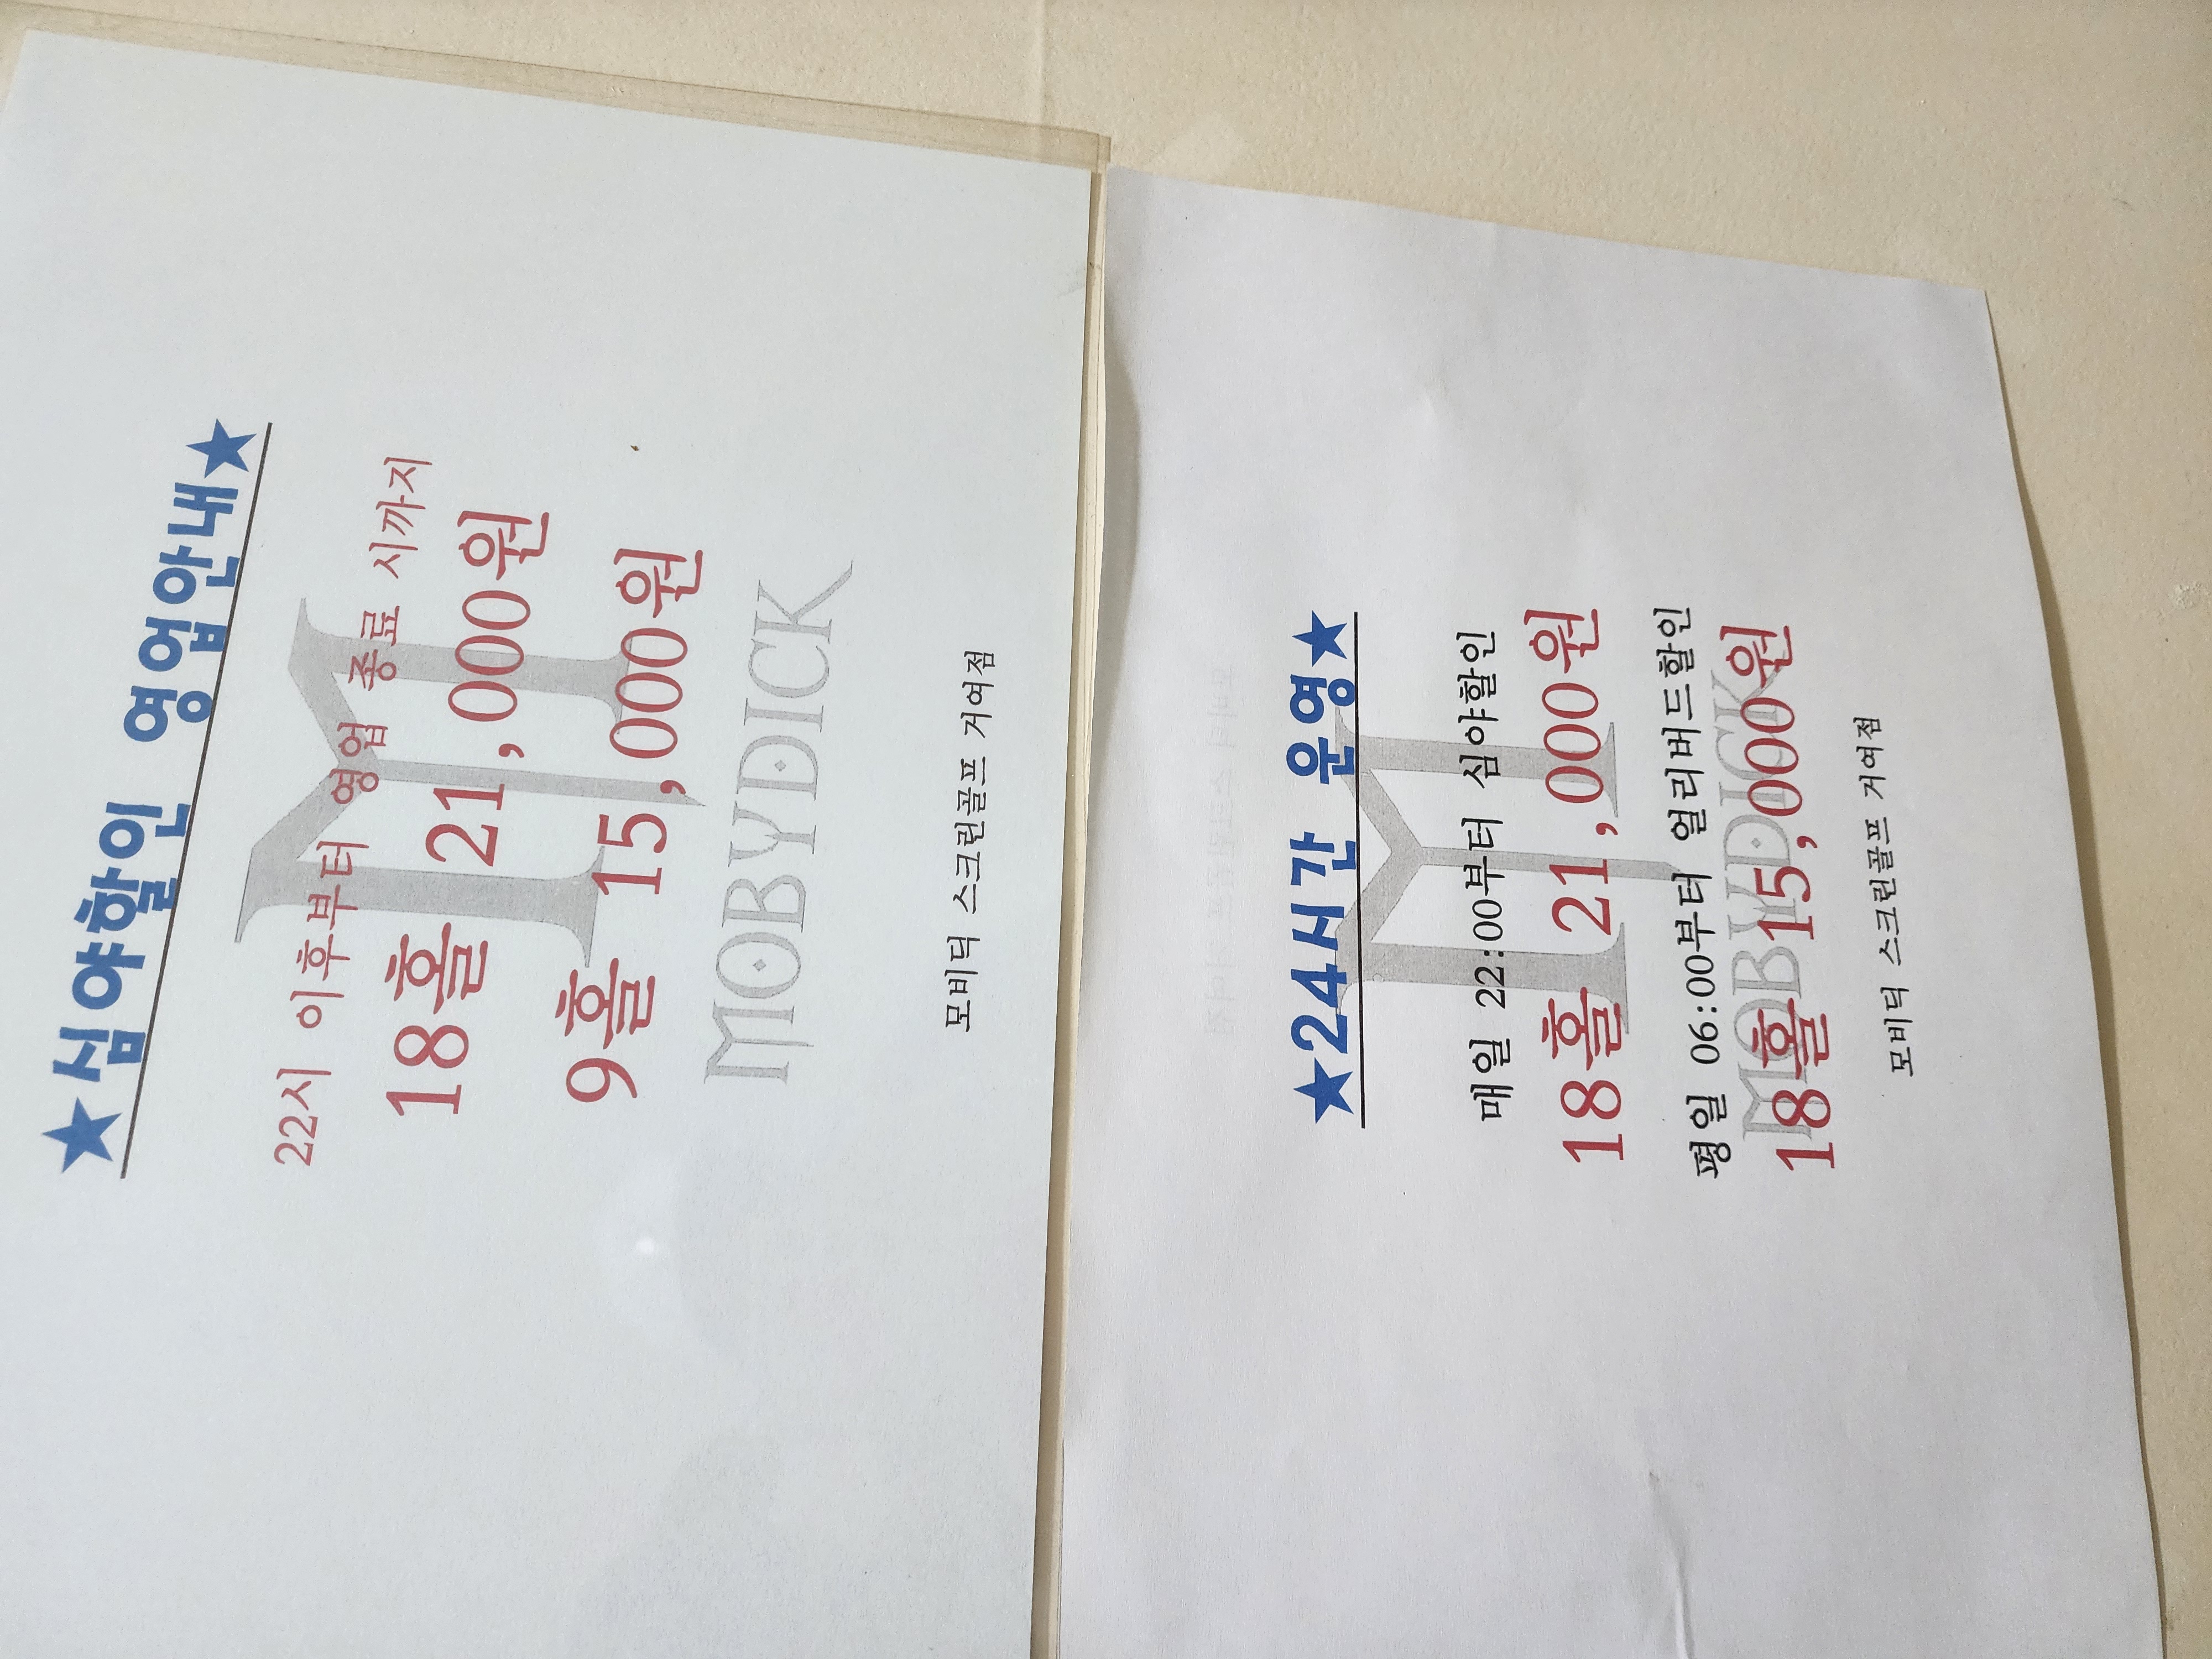 ★심야할인 영업안내★
22시 이후부터 영업 종료 시까지
18홀 21,000원
9홀 15,000원
MOBYDICK
모비딕 스크린골프 거여점
★24시간 운영★
매일 22:00부터 심야할인
18홀 21,000원
평일 06:00부터 얼리버드할인
18홀 15,000원
MOBYDICK
모비딕 스크린골프 거여점